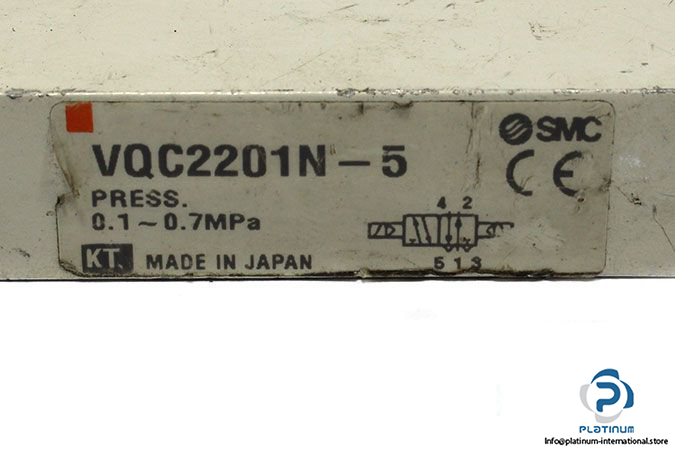 SMC
VQC2201N-5
CE
PRESS.
0.1~0.7MPa
4 2
5 1 3
KT. MADE IN JAPAN
PLATINUM
Info@platinum-international.store